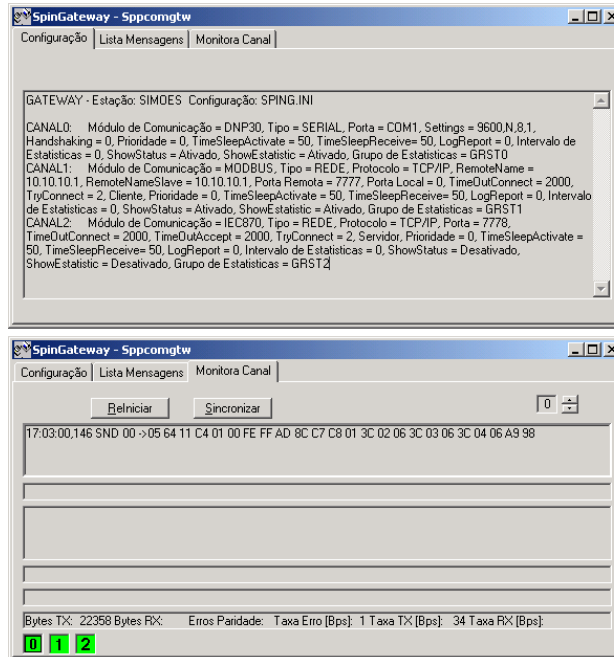 SpinGateway - Sppcomgtw
Configuração Lista Mensagens Monitora Canal
GATEWAY - Estação: SIMOES Configuração: SPING.INI
CANAL0: Módulo de Comunicação = DNP30, Tipo = SERIAL, Porta = COM1, Settings = 9600,N,8,1,
Handshaking = 0, Prioridade = 0, TimeSleepActivate = 50, TimeSleepReceive= 50, LogReport = 0, Intervalo de
Estatisticas = 0, ShowStatus = Ativado, ShowEstatistic = Ativado, Grupo de Estatisticas = GRST0
CANAL1: Módulo de Comunicação = MODBUS, Tipo = REDE, Protocolo = TCP/IP, RemoteName =
10.10.10.1, RemoteNameSlave = 10.10.10.1, Porta Remota = 7777, Porta Local = 0, TimeOutConnect = 2000,
TryConnect = 2, Cliente, Prioridade = 0, TimeSleepActivate = 50, TimeSleepReceive= 50, LogReport = 0, Intervalo
de Estatisticas = 0, ShowStatus = Ativado, ShowEstatistic = Ativado, Grupo de Estatisticas = GRST1
CANAL2: Módulo de Comunicação = IEC870, Tipo = REDE, Protocolo = TCP/IP, Porta = 7778,
TimeOutConnect = 2000, TimeOutAccept = 2000, TryConnect = 2, Servidor, Prioridade = 0, TimeSleepActivate =
50, TimeSleepReceive= 50, LogReport = 0, Intervalo de Estatisticas = 0, ShowStatus = Desativado,
ShowEstatistic = Desativado, Grupo de Estatisticas = GRST2
SpinGateway - Sppcomgtw
Configuração Lista Mensagens Monitora Canal
ReIniciar Sincronizar 0
17:03:00,146 SND 00 ->05 64 11 C4 01 00 FE FF AD 8C C7 C8 01 3C 02 06 3C 03 06 3C 04 06 A9 98
Bytes TX: 22358 Bytes RX: Erros Paridade: Taxa Erro [Bps]: 1 Taxa TX [Bps]: 34 Taxa RX [Bps]:
0 1 2